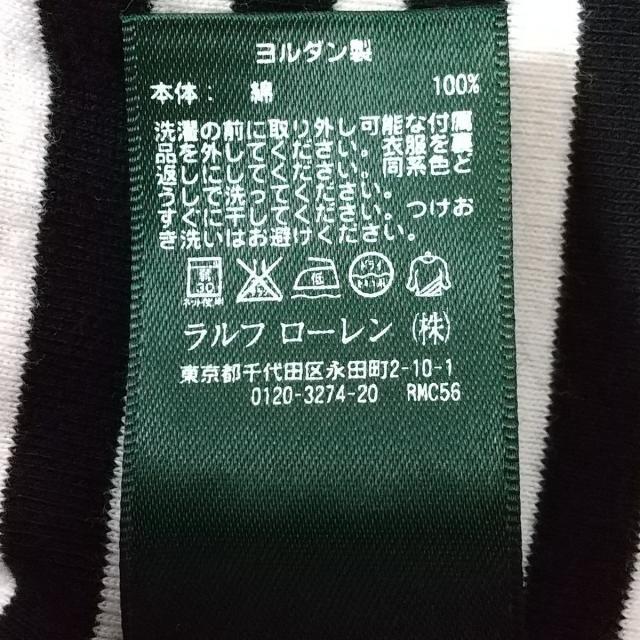 ヨルダン製
本体: 綿 100%
洗濯の前に取り外し可能な付属
品を外してください。衣服を裏
返しにしてください。同系色と
うして洗ってください。
すぐに干してください。つけお
き洗いはお避けください。
ラルフ ローレン (株)
東京都千代田区永田町2-10-1
0120-3274-20 RMC56